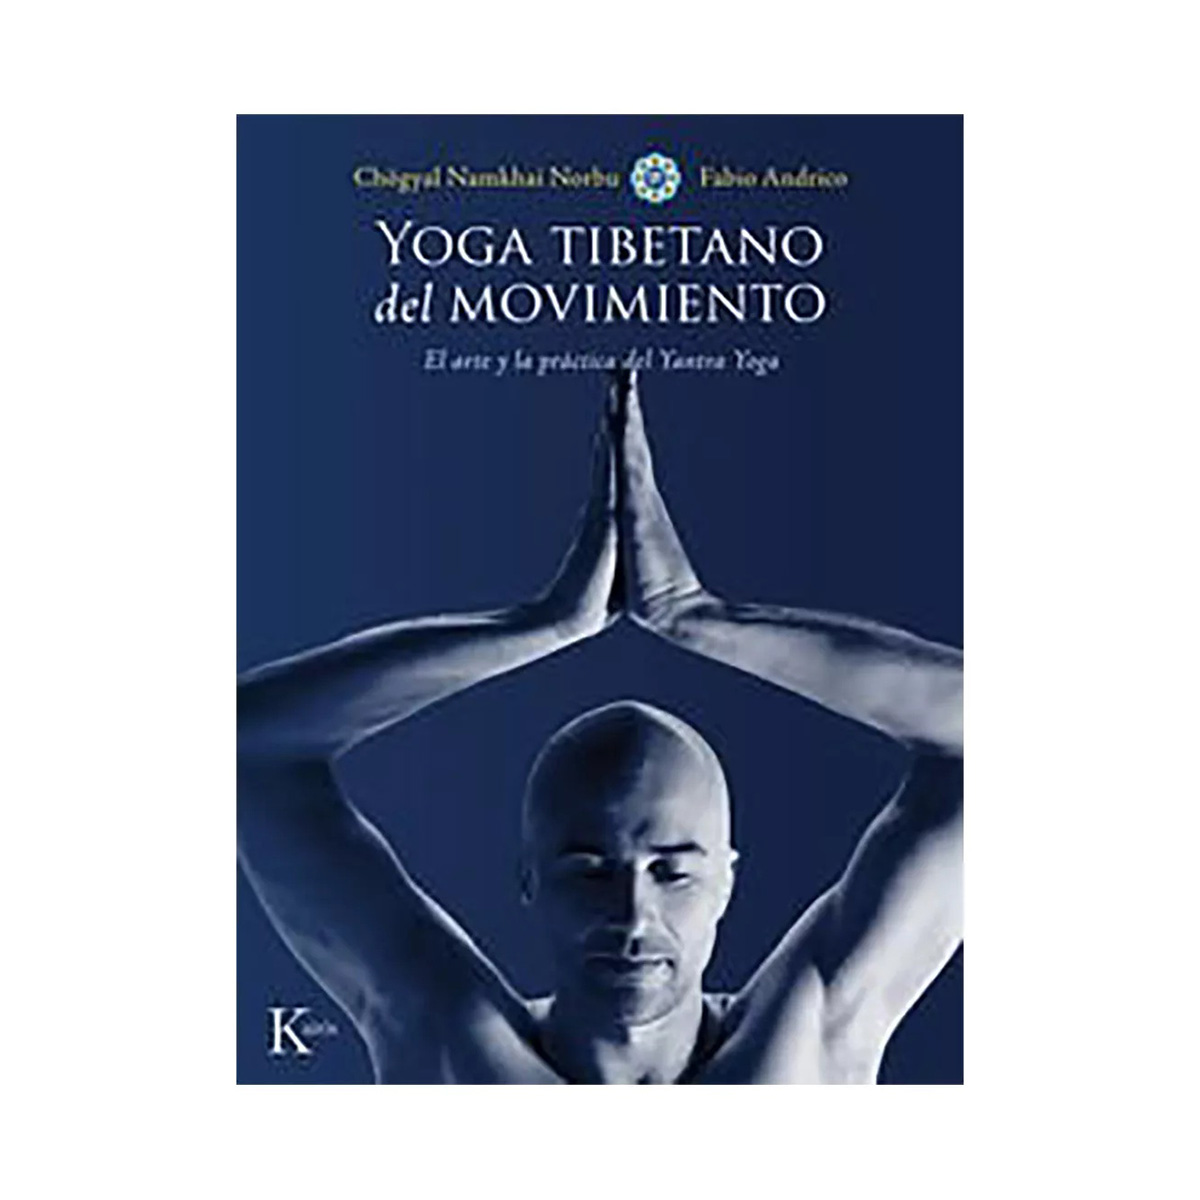 Chögyal Namkhai Norbu Fabio Andrico
YOGA TIBETANO
del MOVIMIENTO
El arte y la práctica del Yantra Yoga
K